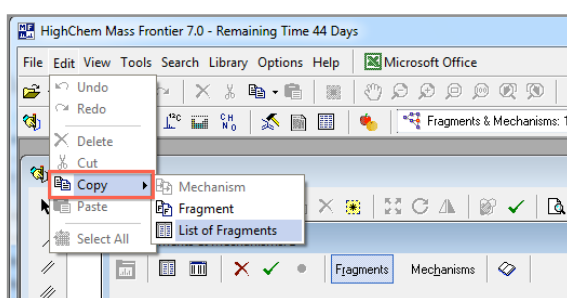 HighChem Mass Frontier 7.0 - Remaining Time 44 Days
File Edit View Tools Search Library Options Help Microsoft Office
Undo
Redo
Delete
Cut
Copy
Paste
Select All
Mechanism
Fragment
List of Fragments
Fragments & Mechanisms: 1
Fragments Mechanisms